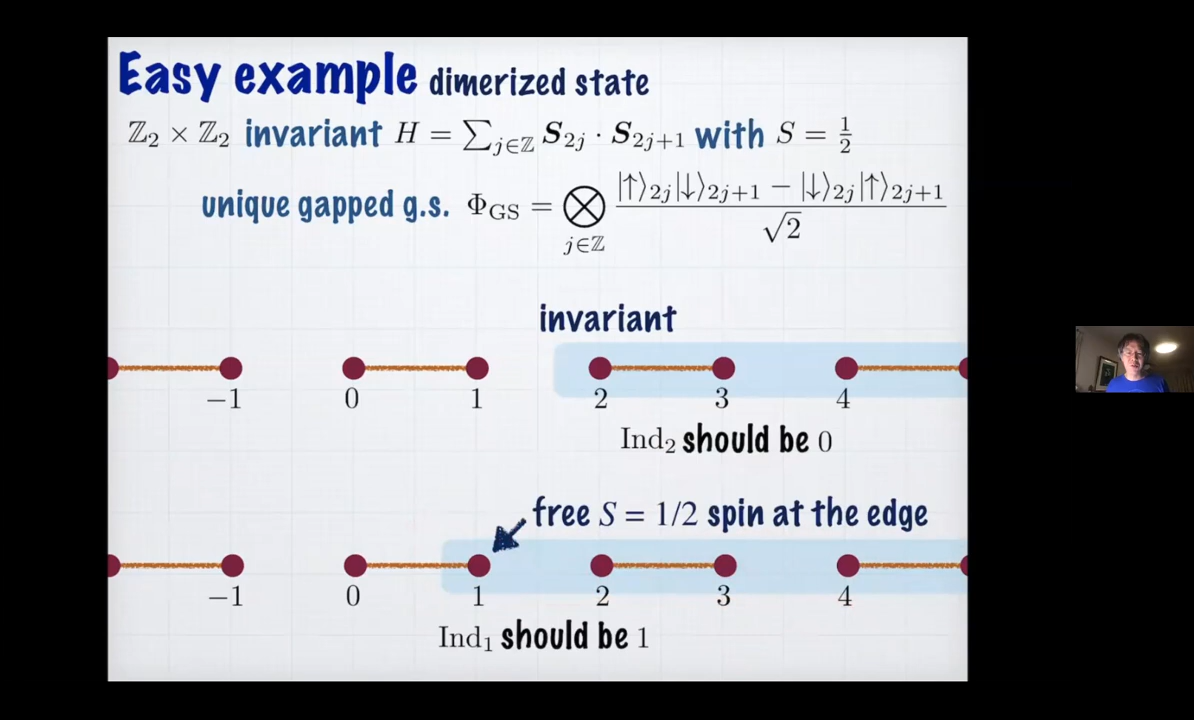 Easy example dimerized state
ℤ₂ × ℤ₂ invariant H = ∑_{j∈ℤ} S_{2j} · S_{2j+1} with S = 1/2
unique gapped g.s. Φ_GS = ⨂_{j∈ℤ} (|↑⟩_{2j}|↓⟩_{2j+1} − |↓⟩_{2j}|↑⟩_{2j+1}) / √2
invariant
−1 0 1 2 3 4
Ind₂ should be 0
free S = 1/2 spin at the edge
−1 0 1 2 3 4
Ind₁ should be 1